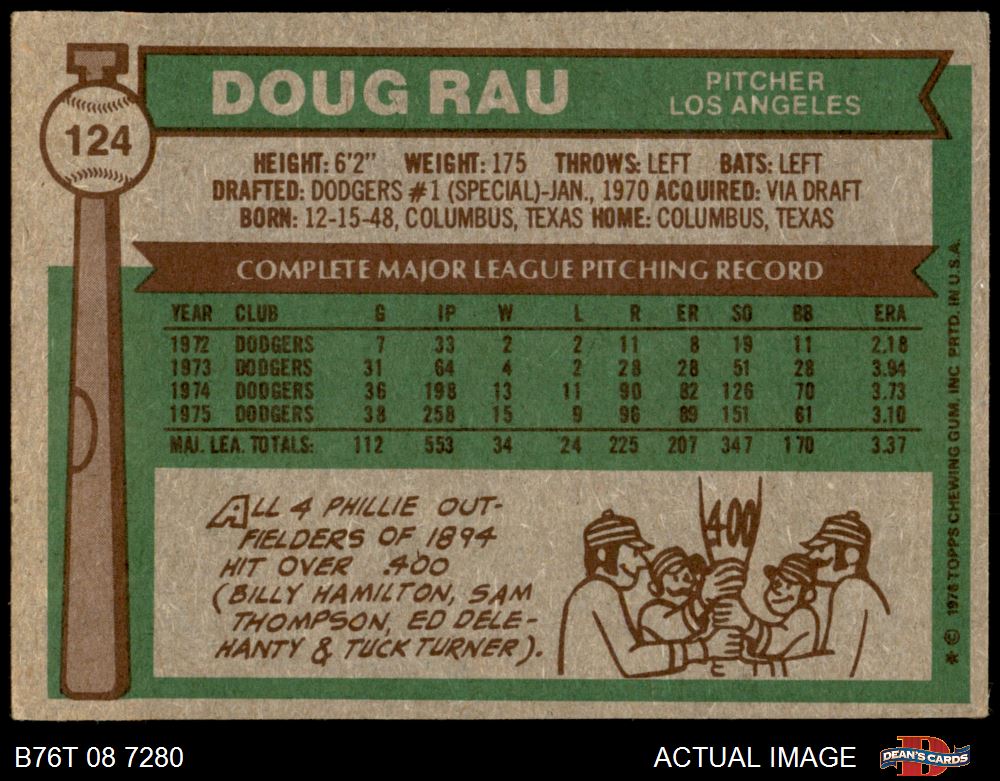 124
DOUG RAU
PITCHER
LOS ANGELES
HEIGHT: 6'2" WEIGHT: 175 THROWS: LEFT BATS: LEFT
DRAFTED: DODGERS #1 (SPECIAL)-JAN., 1970 ACQUIRED: VIA DRAFT
BORN: 12-15-48, COLUMBUS, TEXAS HOME: COLUMBUS, TEXAS
COMPLETE MAJOR LEAGUE PITCHING RECORD
YEAR CLUB G IP W L R ER SO BB ERA
1972 DODGERS 7 33 2 2 11 8 19 11 2.18
1973 DODGERS 31 64 4 2 28 28 51 28 3.94
1974 DODGERS 36 198 13 11 90 82 126 70 3.73
1975 DODGERS 38 258 15 9 96 89 151 61 3.10
MAJ. LEA. TOTALS: 112 553 34 24 225 207 347 170 3.37
ALL 4 PHILLIE OUT-
FIELDERS OF 1894
HIT OVER .400
(BILLY HAMILTON, SAM
THOMPSON, ED DELE-
HANTY & TUCK TURNER).
.400
* © 1976 TOPPS CHEWING GUM, INC PRTD. IN U.S.A.
B76T 08 7280
ACTUAL IMAGE
DEAN'S CARDS